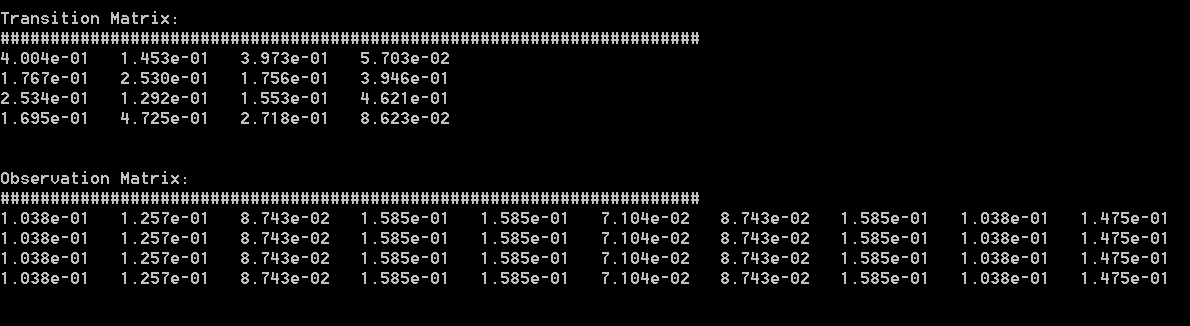 Transition Matrix:
######################################################################
4.004e-01   1.453e-01   3.973e-01   5.703e-02
1.767e-01   2.530e-01   1.756e-01   3.946e-01
2.534e-01   1.292e-01   1.553e-01   4.621e-01
1.695e-01   4.725e-01   2.718e-01   8.623e-02
Observation Matrix:
######################################################################
1.038e-01   1.257e-01   8.743e-02   1.585e-01   1.585e-01   7.104e-02   8.743e-02   1.585e-01   1.038e-01   1.475e-01
1.038e-01   1.257e-01   8.743e-02   1.585e-01   1.585e-01   7.104e-02   8.743e-02   1.585e-01   1.038e-01   1.475e-01
1.038e-01   1.257e-01   8.743e-02   1.585e-01   1.585e-01   7.104e-02   8.743e-02   1.585e-01   1.038e-01   1.475e-01
1.038e-01   1.257e-01   8.743e-02   1.585e-01   1.585e-01   7.104e-02   8.743e-02   1.585e-01   1.038e-01   1.475e-01